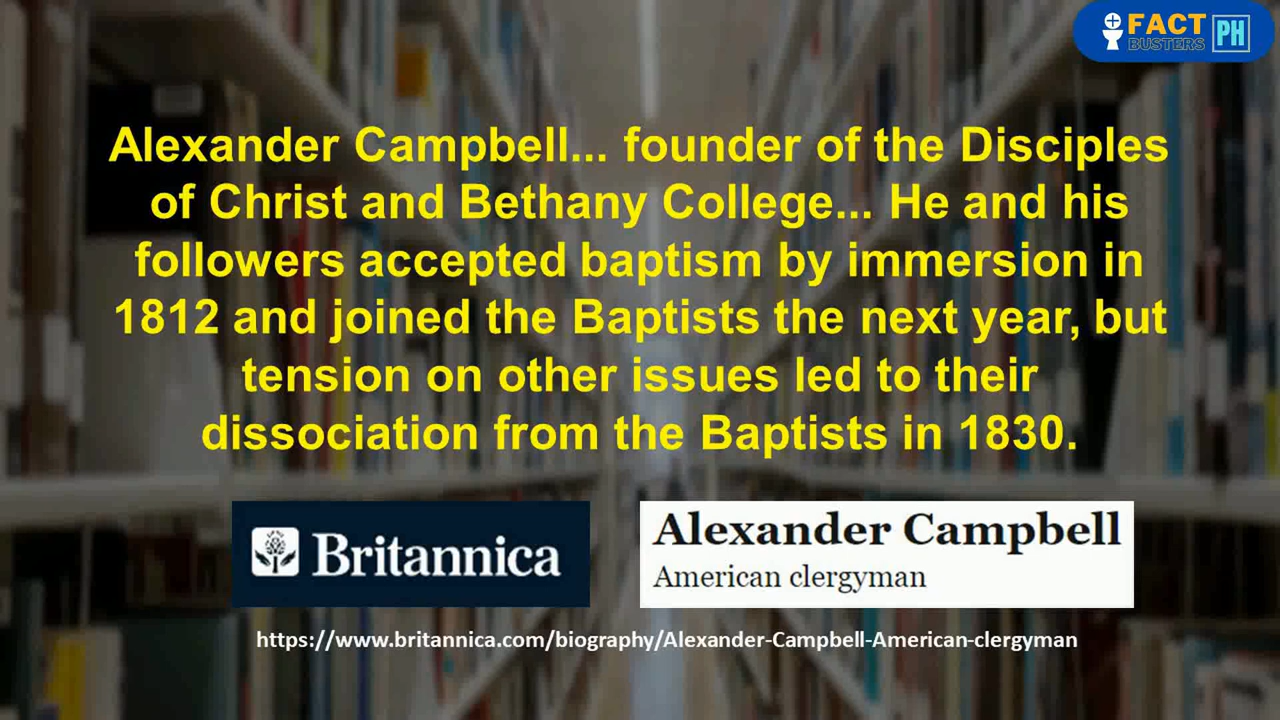 FACT
BUSTERS
PH
Alexander Campbell... founder of the Disciples
of Christ and Bethany College... He and his
followers accepted baptism by immersion in
1812 and joined the Baptists the next year, but
tension on other issues led to their
dissociation from the Baptists in 1830.
Britannica
Alexander Campbell
American clergyman
https://www.britannica.com/biography/Alexander-Campbell-American-clergyman